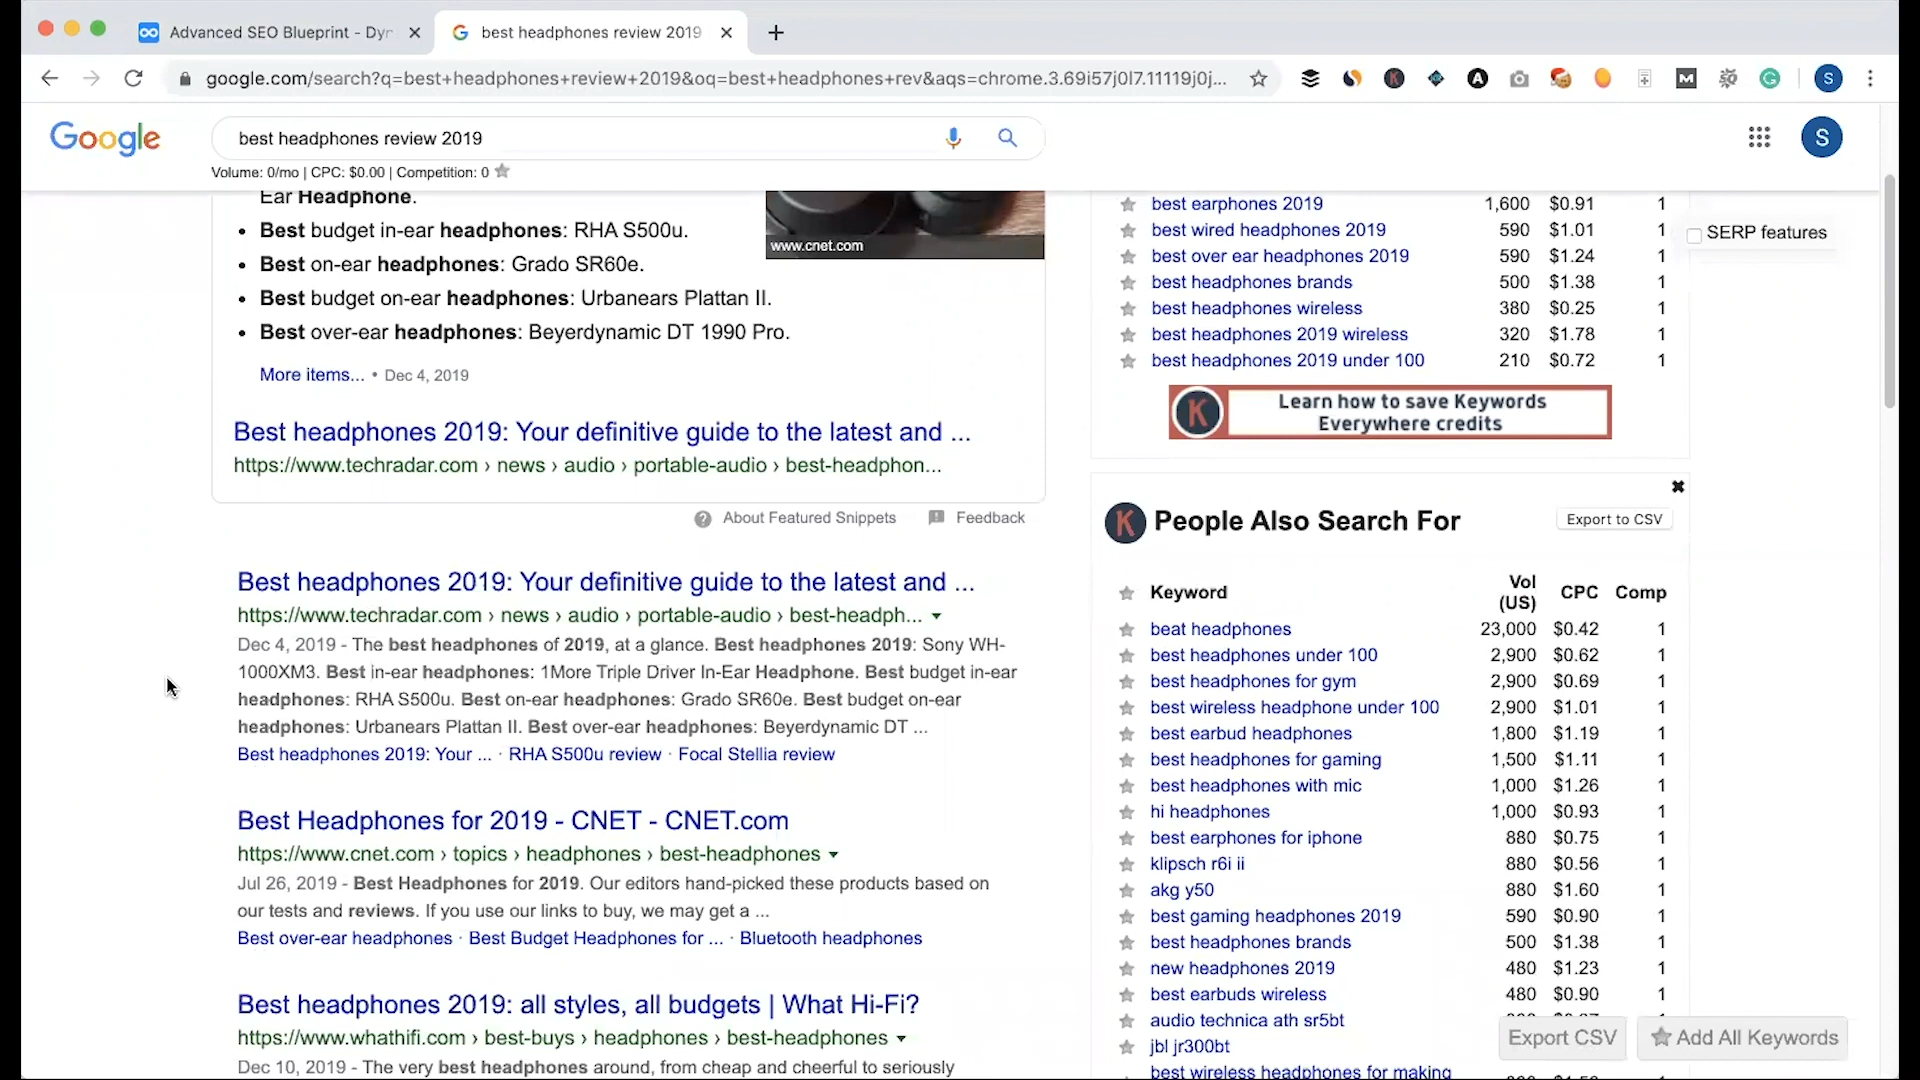 Advanced SEO Blueprint - Dyn
best headphones review 2019
google.com/search?q=best+headphones+review+2019&oq=best+headphones+rev&aqs=chrome.3.69i57j0l7.11119j0j...
S
Google
best headphones review 2019
S
Volume: 0/mo | CPC: $0.00 | Competition: 0
Ear Headphone.
Best budget in-ear headphones: RHA S500u.
Best on-ear headphones: Grado SR60e.
Best budget on-ear headphones: Urbanears Plattan II.
Best over-ear headphones: Beyerdynamic DT 1990 Pro.
www.cnet.com
More items... • Dec 4, 2019
Best headphones 2019: Your definitive guide to the latest and ...
https://www.techradar.com › news › audio › portable-audio › best-headphon...
About Featured Snippets Feedback
Best headphones 2019: Your definitive guide to the latest and ...
https://www.techradar.com › news › audio › portable-audio › best-headph...
Dec 4, 2019 - The best headphones of 2019, at a glance. Best headphones 2019: Sony WH-
1000XM3. Best in-ear headphones: 1More Triple Driver In-Ear Headphone. Best budget in-ear
headphones: RHA S500u. Best on-ear headphones: Grado SR60e. Best budget on-ear
headphones: Urbanears Plattan II. Best over-ear headphones: Beyerdynamic DT ...
Best headphones 2019: Your ... · RHA S500u review · Focal Stellia review
Best Headphones for 2019 - CNET - CNET.com
https://www.cnet.com › topics › headphones › best-headphones
Jul 26, 2019 - Best Headphones for 2019. Our editors hand-picked these products based on
our tests and reviews. If you use our links to buy, we may get a ...
Best over-ear headphones · Best Budget Headphones for ... · Bluetooth headphones
Best headphones 2019: all styles, all budgets | What Hi-Fi?
https://www.whathifi.com › best-buys › headphones › best-headphones
Dec 10, 2019 - The very best headphones around, from cheap and cheerful to seriously
best earphones 2019 1,600 $0.91 1
best wired headphones 2019 590 $1.01 1
best over ear headphones 2019 590 $1.24 1
best headphones brands 500 $1.38 1
best headphones wireless 380 $0.25 1
best headphones 2019 wireless 320 $1.78 1
best headphones 2019 under 100 210 $0.72 1
SERP features
K
Learn how to save Keywords
Everywhere credits
K
People Also Search For
Export to CSV
Keyword Vol (US) CPC Comp
beat headphones 23,000 $0.42 1
best headphones under 100 2,900 $0.62 1
best headphones for gym 2,900 $0.69 1
best wireless headphone under 100 2,900 $1.01 1
best earbud headphones 1,800 $1.19 1
best headphones for gaming 1,500 $1.11 1
best headphones with mic 1,000 $1.26 1
hi headphones 1,000 $0.93 1
best earphones for iphone 880 $0.75 1
klipsch r6i ii 880 $0.56 1
akg y50 880 $1.60 1
best gaming headphones 2019 590 $0.90 1
best headphones brands 500 $1.38 1
new headphones 2019 480 $1.23 1
best earbuds wireless 480 $0.90 1
audio technica ath sr5bt
jbl jr300bt
best wireless headphones for making
Export CSV
Add All Keywords